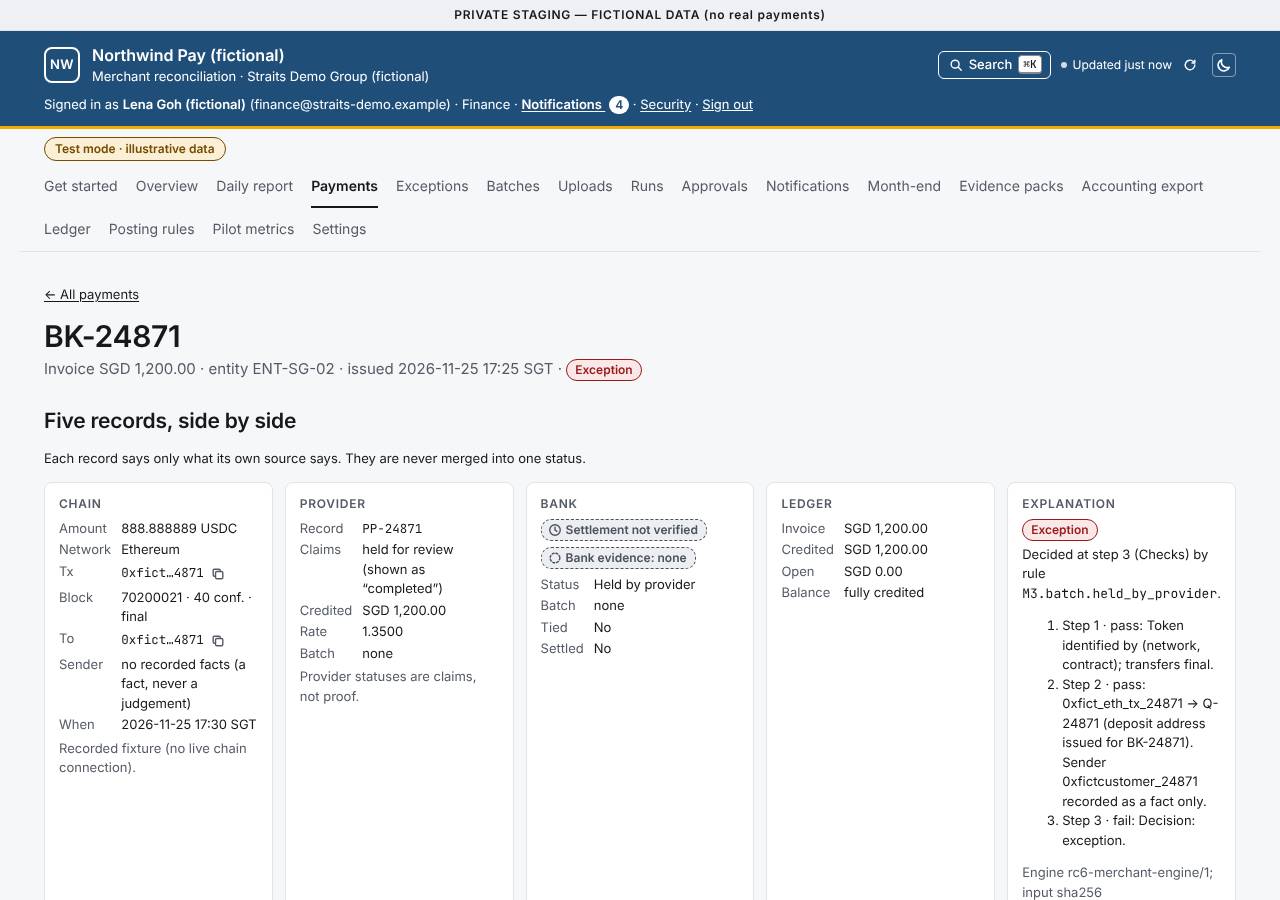 PRIVATE STAGING — FICTIONAL DATA (no real payments)
NW
Northwind Pay (fictional)
Merchant reconciliation · Straits Demo Group (fictional)
Search ⌘K
Updated just now
Signed in as Lena Goh (fictional) (finance@straits-demo.example) · Finance · Notifications 4 · Security · Sign out
Test mode · illustrative data
Get started Overview Daily report Payments Exceptions Batches Uploads Runs Approvals Notifications Month-end Evidence packs Accounting export
Ledger Posting rules Pilot metrics Settings
← All payments
BK-24871
Invoice SGD 1,200.00 · entity ENT-SG-02 · issued 2026-11-25 17:25 SGT · Exception
Five records, side by side
Each record says only what its own source says. They are never merged into one status.
CHAIN
Amount 888.888889 USDC
Network Ethereum
Tx 0xfict…4871
Block 70200021 · 40 conf. ·
final
To 0xfict…4871
Sender no recorded facts (a
fact, never a
judgement)
When 2026-11-25 17:30 SGT
Recorded fixture (no live chain
connection).
PROVIDER
Record PP-24871
Claims held for review
(shown as
“completed”)
Credited SGD 1,200.00
Rate 1.3500
Batch none
Provider statuses are claims,
not proof.
BANK
Settlement not verified
Bank evidence: none
Status Held by provider
Batch none
Tied No
Settled No
LEDGER
Invoice SGD 1,200.00
Credited SGD 1,200.00
Open SGD 0.00
Balance fully credited
EXPLANATION
Exception
Decided at step 3 (Checks) by
rule
M3.batch.held_by_provider.
1. Step 1 · pass: Token
identified by (network,
contract); transfers final.
2. Step 2 · pass:
0xfict_eth_tx_24871 → Q-
24871 (deposit address
issued for BK-24871).
Sender
0xfictcustomer_24871
recorded as a fact only.
3. Step 3 · fail: Decision:
exception.
Engine rc6-merchant-engine/1;
input sha256